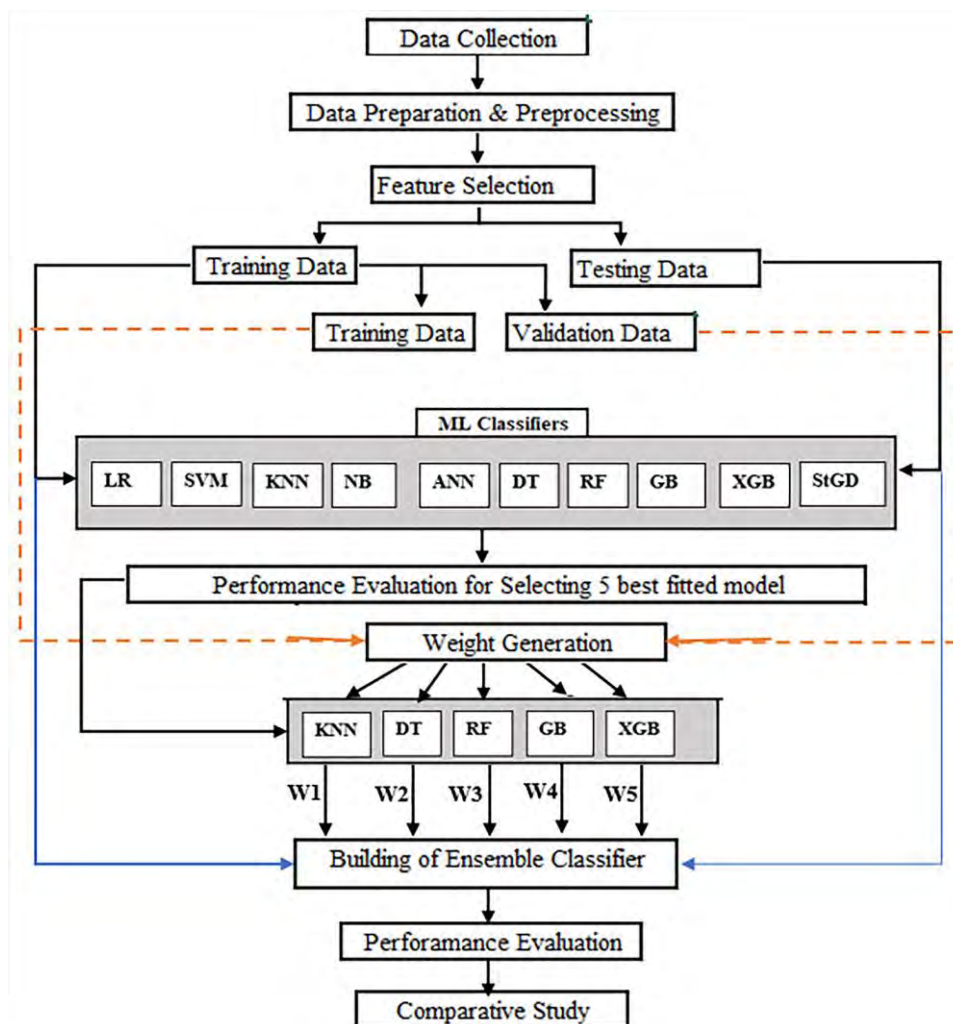 Data Collection
Data Preparation & Preprocessing
Feature Selection
Training Data
Testing Data
Training Data
Validation Data
ML Classifiers
LR
SVM
KNN
NB
ANN
DT
RF
GB
XGB
StGD
Performance Evaluation for Selecting 5 best fitted model
Weight Generation
KNN
DT
RF
GB
XGB
W1
W2
W3
W4
W5
Building of Ensemble Classifier
Perforamance Evaluation
Comparative Study